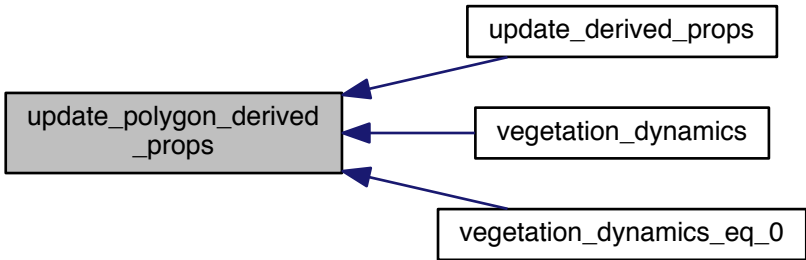 update_derived_props
update_polygon_derived
_props
vegetation_dynamics
vegetation_dynamics_eq_0